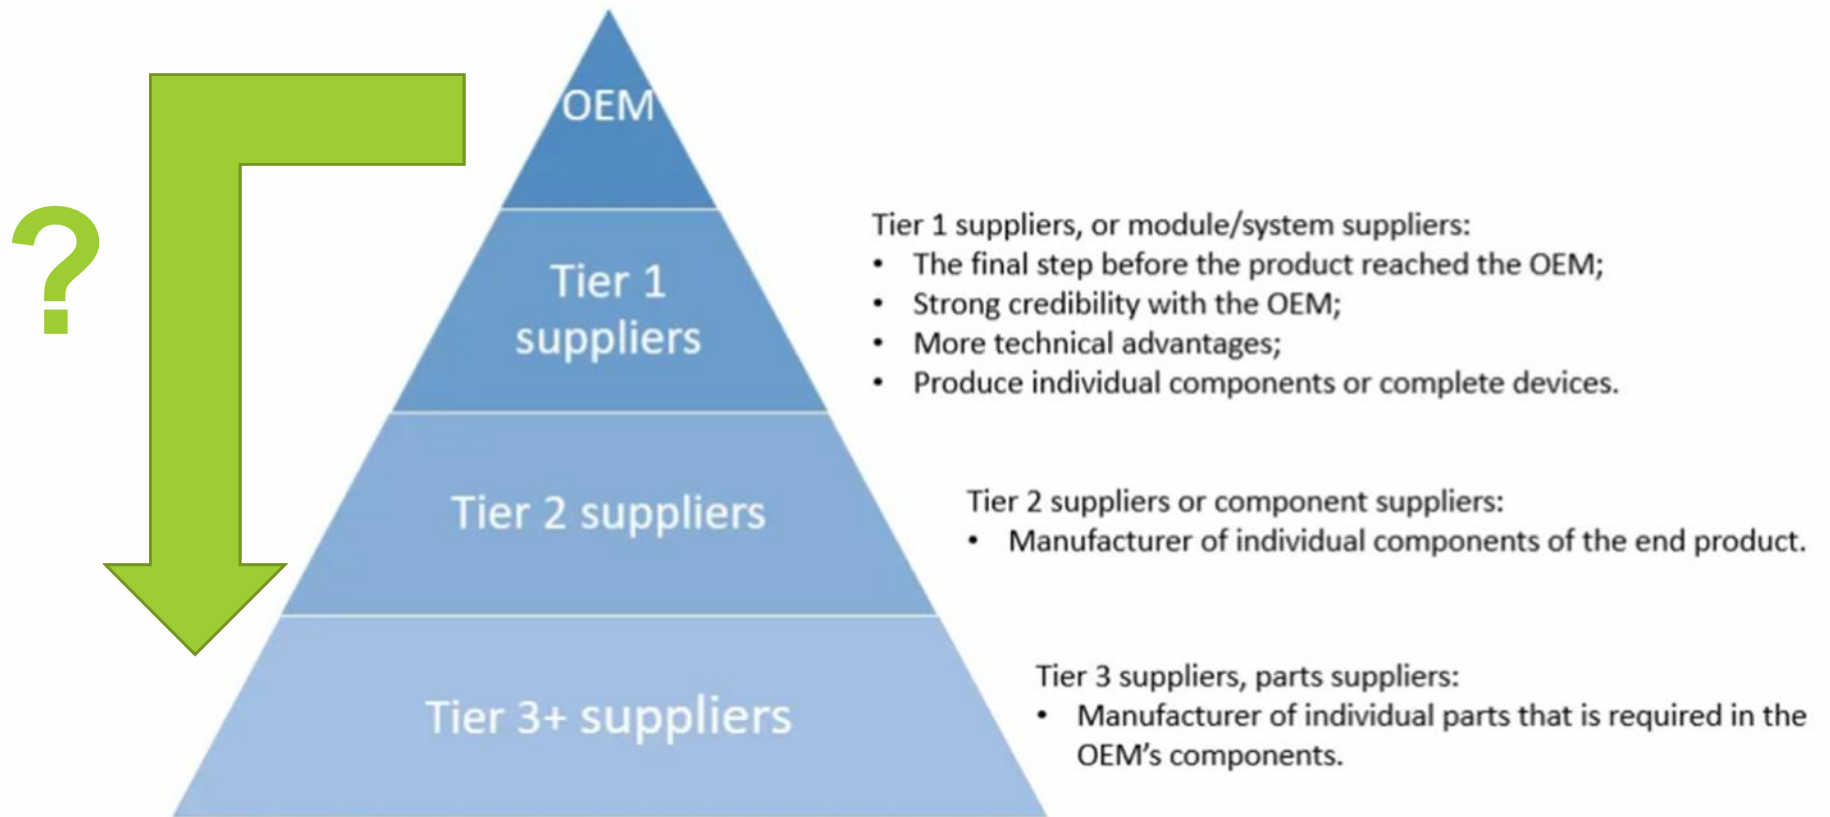 ?
OEM
Tier 1
suppliers
Tier 2 suppliers
Tier 3+ suppliers
Tier 1 suppliers, or module/system suppliers:
• The final step before the product reached the OEM;
• Strong credibility with the OEM;
• More technical advantages;
• Produce individual components or complete devices.
Tier 2 suppliers or component suppliers:
• Manufacturer of individual components of the end product.
Tier 3 suppliers, parts suppliers:
• Manufacturer of individual parts that is required in the
OEM’s components.